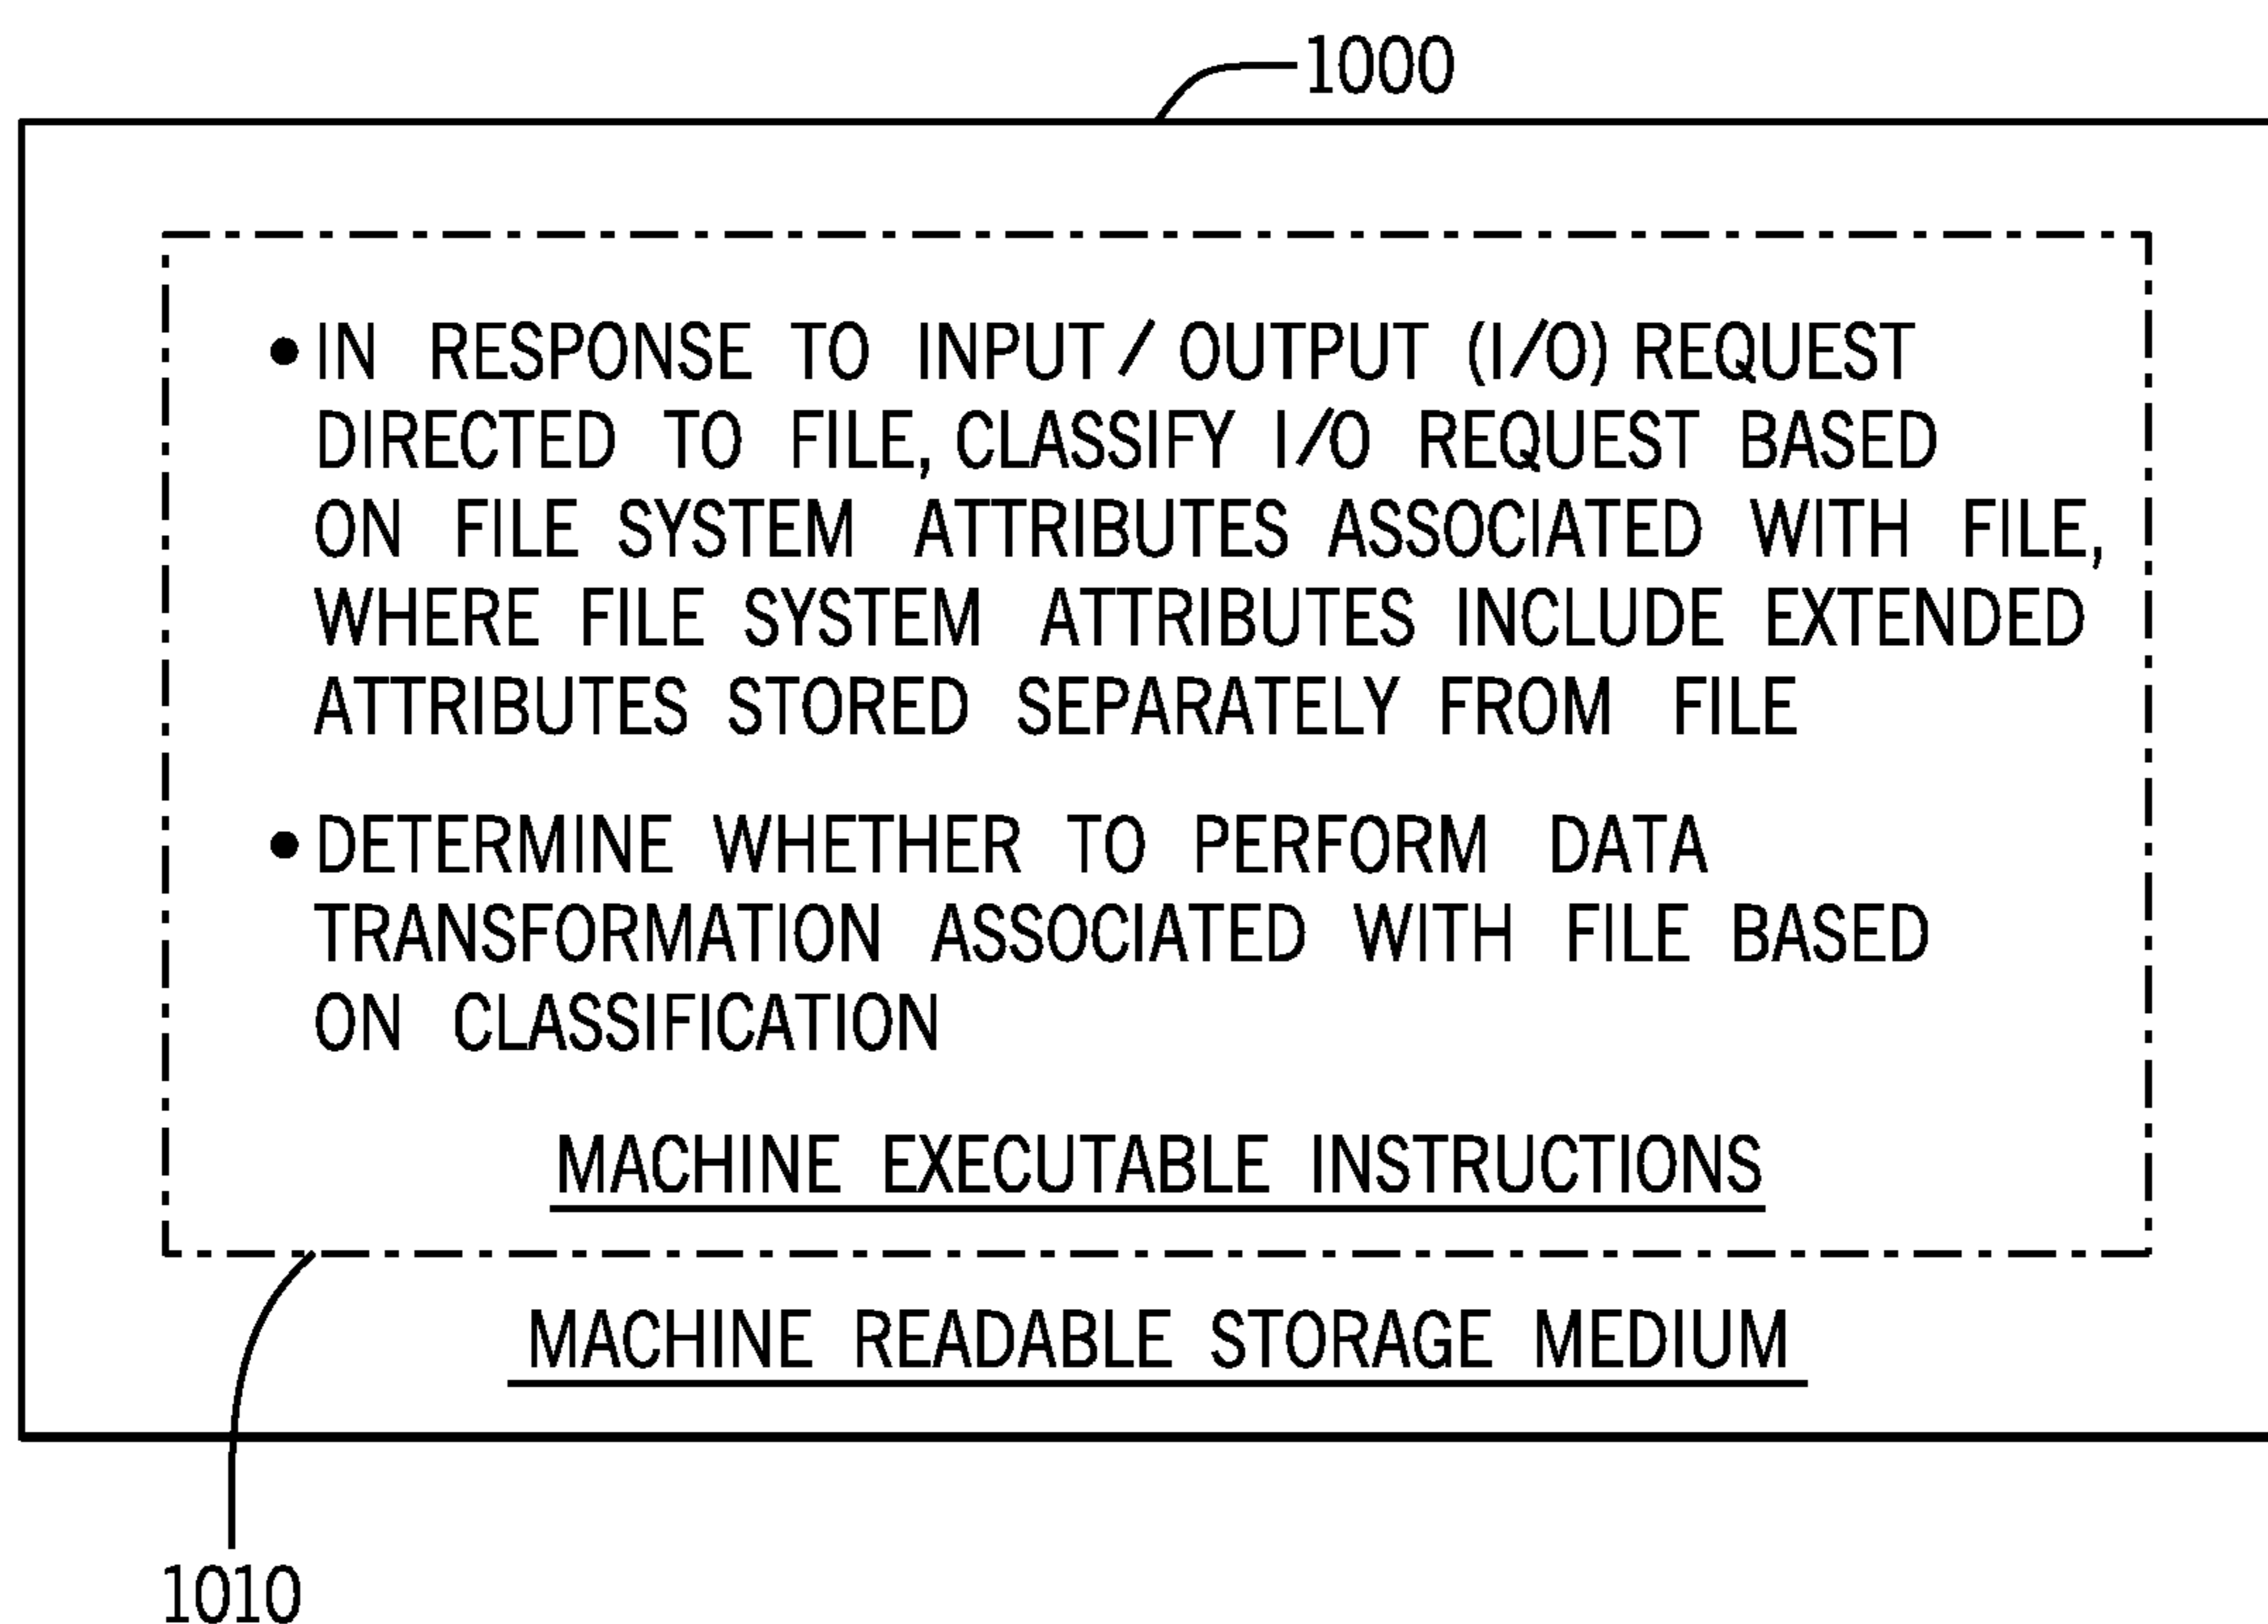 1000
• IN RESPONSE TO INPUT / OUTPUT (I/O) REQUEST
DIRECTED TO FILE, CLASSIFY I/O REQUEST BASED
ON FILE SYSTEM ATTRIBUTES ASSOCIATED WITH FILE,
WHERE FILE SYSTEM ATTRIBUTES INCLUDE EXTENDED
ATTRIBUTES STORED SEPARATELY FROM FILE
• DETERMINE WHETHER TO PERFORM DATA
TRANSFORMATION ASSOCIATED WITH FILE BASED
ON CLASSIFICATION
MACHINE EXECUTABLE INSTRUCTIONS
MACHINE READABLE STORAGE MEDIUM
1010